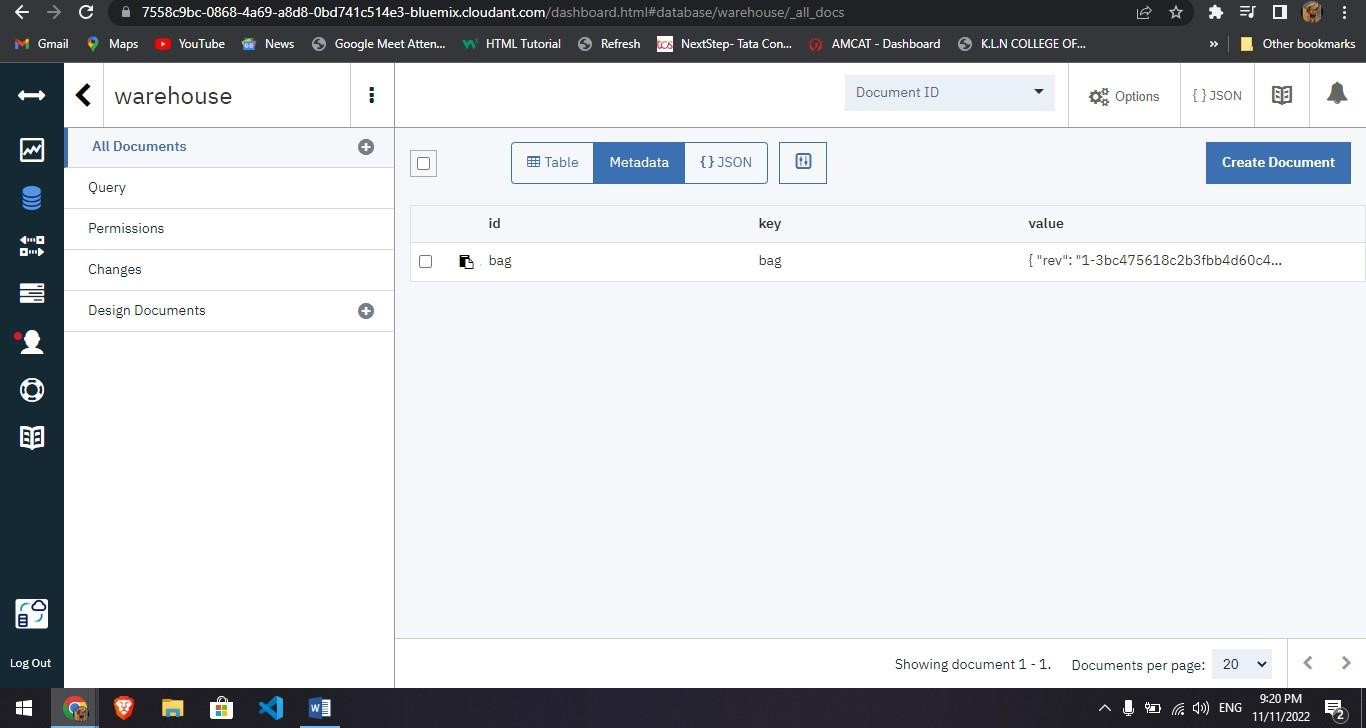 7558c9bc-0868-4a69-a8d8-0bd741c514e3-bluemix.cloudant.com/dashboard.html#database/warehouse/_all_docs
Gmail Maps YouTube News Google Meet Atten... HTML Tutorial Refresh NextStep- Tata Con... AMCAT - Dashboard K.L.N COLLEGE OF... » Other bookmarks
warehouse
Document ID
Options
{ } JSON
All Documents
Query
Permissions
Changes
Design Documents
Table Metadata {} JSON
Create Document
id key value
bag bag { "rev": "1-3bc475618c2b3fbb4d60c4...
Log Out
Showing document 1 - 1. Documents per page: 20
ENG
9:20 PM
11/11/2022
2